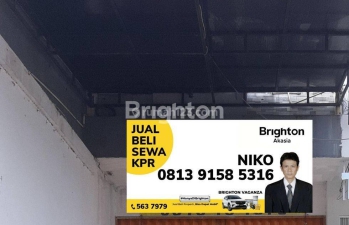 Brighton
JUAL
BELI
SEWA
KPR
Brighton
Akasia
NIKO
0813 9158 5316
BRIGHTON VAGANZA
563 7979